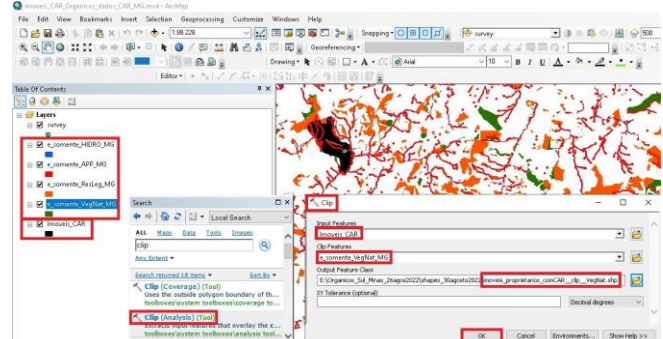 imoveis_CAR_Organicos_dedos_CAR_MG.mxd - ArcMap
File Edit View Bookmarks Insert Selection Geoprocessing Customize Windows Help
1:88 228
Snapping
survey
500
Georeferencing
Drawing
Arial
10
B I U A
Editor
Table Of Contents
Layers
survey
e_somente_HIDRO_MG
e_somente_APP_MG
e_somente_ResLeg_MG
e_somente_VegNat_MG
Imoveis_CAR
Search
Local Search
ALL Maps Data Tools Images
clip
Any Extent
Search returned 18 items
Sort By
Clip (Coverage) (Tool)
Uses the outside polygon boundary of th...
toolboxes\system toolboxes\coverage to...
Clip (Analysis) (Tool)
Extracts input features that overlay the c...
toolboxes\system toolboxes\analysis tool...
Clip
Input Features
Imoveis_CAR
Clip Features
e_somente_VegNat_MG
Output Feature Class
E:\Organicos_Sul_Minas_26agos2022\shapes_30agosto2022\imoveis_proprietarios_comCAR__clip__VegNat.shp
XY Tolerance (optional)
Decimal degrees
OK Cancel Environments... Show Help >>